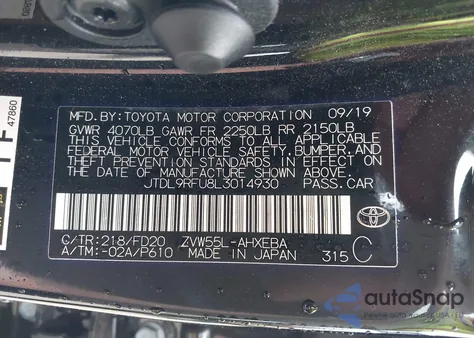 47860
MFD. BY: TOYOTA MOTOR CORPORATION 09/19
GVWR 4070LB GAWR FR 2250LB RR 2150LB
THIS VEHICLE CONFORMS TO ALL APPLICABLE
FEDERAL MOTOR VEHICLE SAFETY, BUMPER, AND
THEFT PREVENTION STANDARDS IN EFFECT ON
THE DATE OF MANUFACTURE SHOWN ABOVE.
JTDL9RFU8L3014930 PASS. CAR
C/TR: 218/FD20 ZVW55L-AHXEBA
A/TM: -02A/P610 MADE IN JAPAN 315 C
TOYOTA
autoSnap